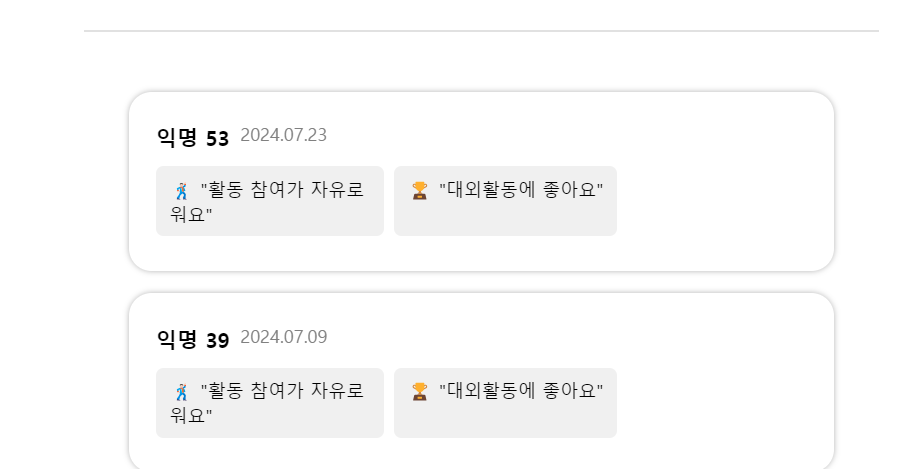 익명 53 2024.07.23
🕺 "활동 참여가 자유로 🏆 "대외활동에 좋아요"
워요"
익명 39 2024.07.09
🕺 "활동 참여가 자유로 🏆 "대외활동에 좋아요"
워요"